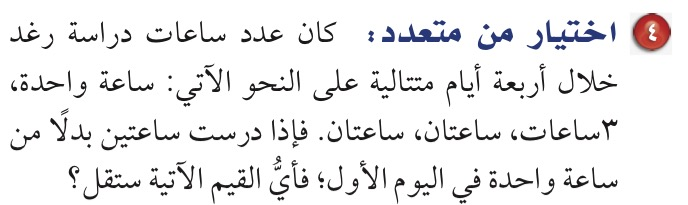 ٤ اختيار من متعدد: كان عدد ساعات دراسة رغد
خلال أربعة أيام متتالية على النحو الآتي: ساعة واحدة،
٣ساعات، ساعتان، ساعتان. فإذا درست ساعتين بدلًا من
ساعة واحدة في اليوم الأول؛ فأيُّ القيم الآتية ستقل؟